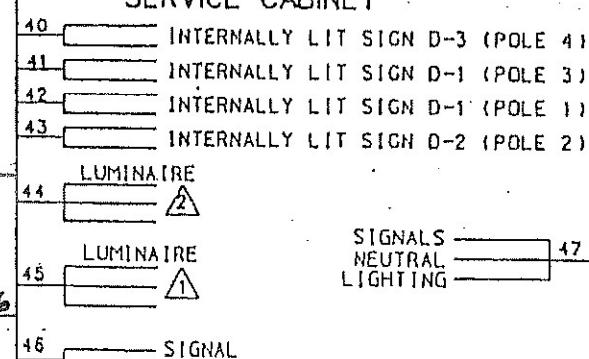 SERVICE CABINET
40 INTERNALLY LIT SIGN D-3 (POLE 4)
41 INTERNALLY LIT SIGN D-1 (POLE 3)
42 INTERNALLY LIT SIGN D-1 (POLE 1)
43 INTERNALLY LIT SIGN D-2 (POLE 2)
LUMINAIRE
44
2
LUMINAIRE
45
1
SIGNALS
NEUTRAL 47
LIGHTING
46 SIGNAL